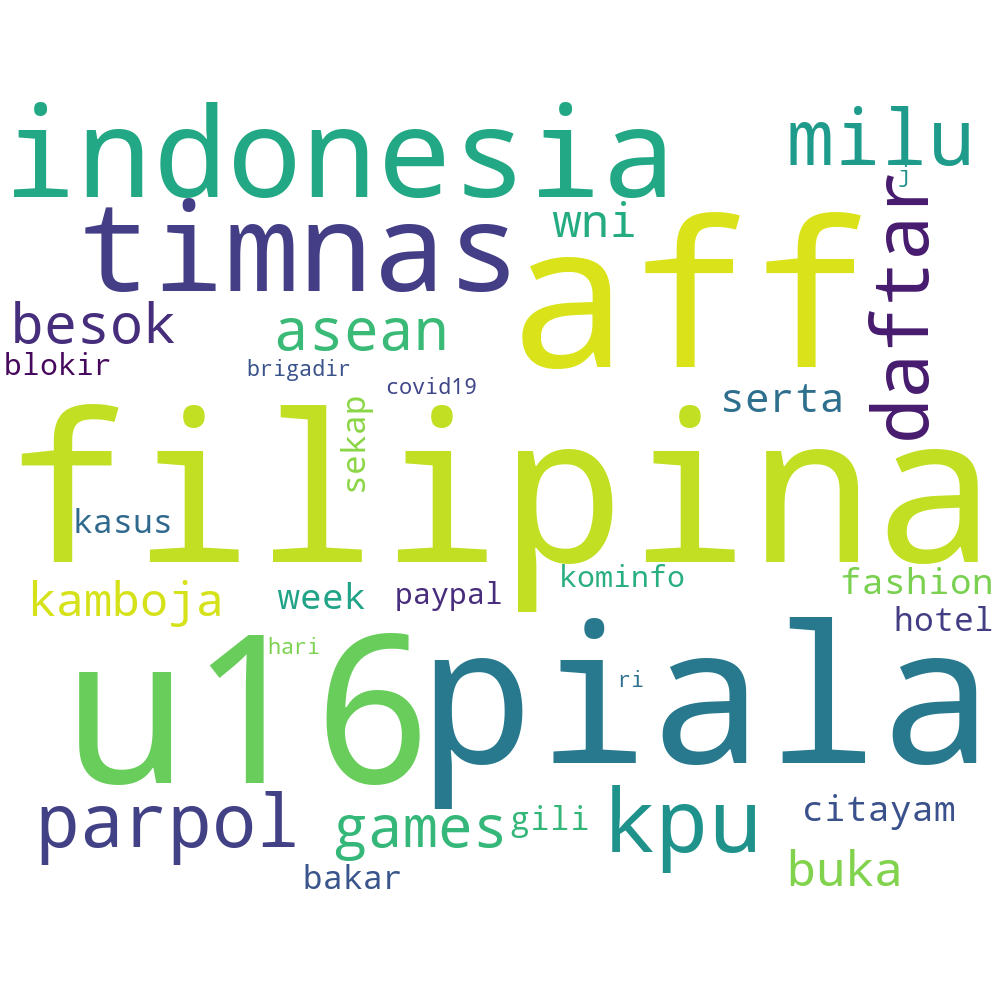 indonesia
milu
j
timnas
wni
aff
daftar
besok
asean
blokir
brigadir
covid19
serta
filipina
sekap
kasus
kominfo
fashion
kamboja
week
paypal
hotel
u16
hari
piala
ri
parpol
games
gili
kpu
citayam
buka
bakar